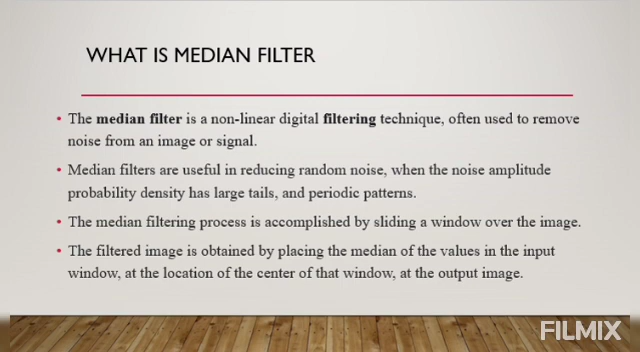 WHAT IS MEDIAN FILTER
• The median filter is a non-linear digital filtering technique, often used to remove
noise from an image or signal.
• Median filters are useful in reducing random noise, when the noise amplitude
probability density has large tails, and periodic patterns.
• The median filtering process is accomplished by sliding a window over the image.
• The filtered image is obtained by placing the median of the values in the input
window, at the location of the center of that window, at the output image.
FILMIX